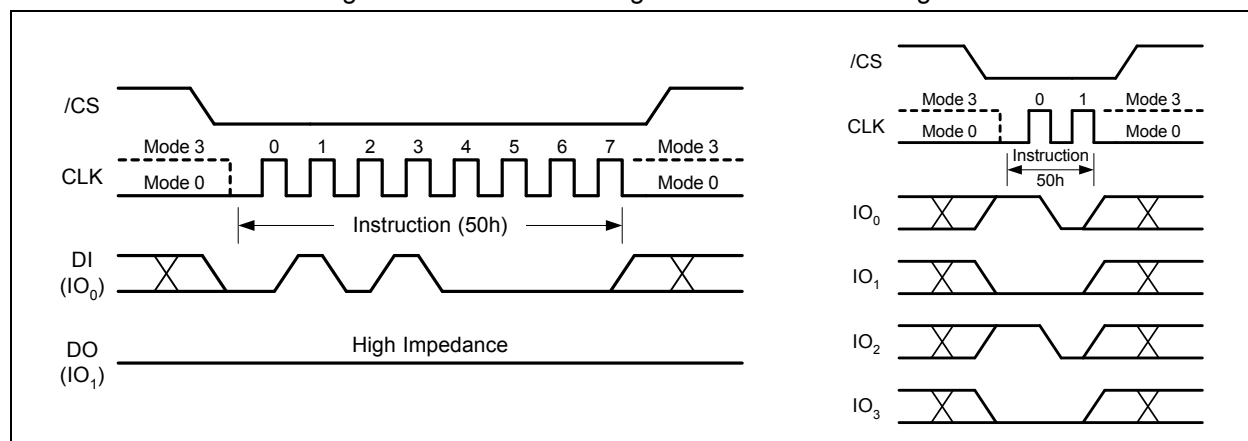 /CS
Mode 3 0 1 2 3 4 5 6 7 Mode 3
CLK
Mode 0 Mode 0
Instruction (50h)
DI
(IO0)
DO High Impedance
(IO1)
/CS
Mode 3 0 1 Mode 3
CLK
Mode 0 Mode 0
Instruction
50h
IO0
IO1
IO2
IO3